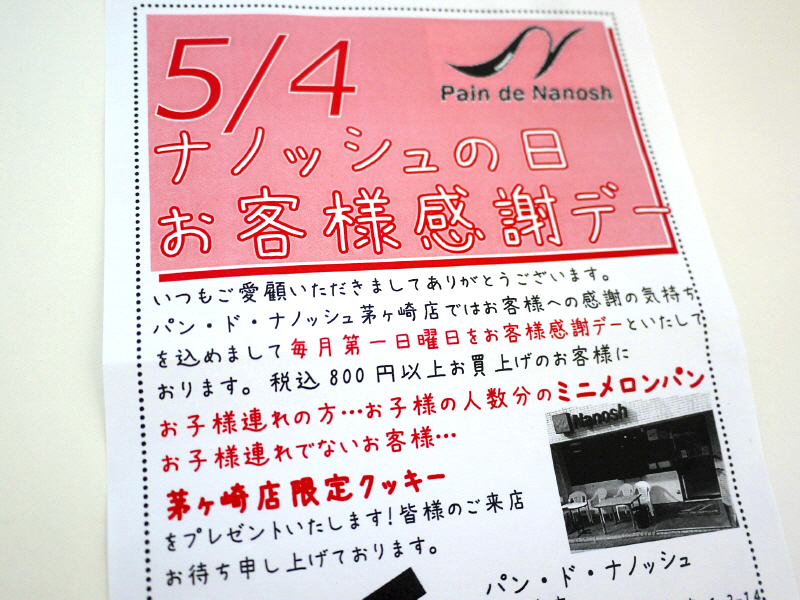 5/4
Pain de Nanosh
ナノッシュの日
お客様感謝デー
いつもご愛顧いただきましてありがとうございます。
パン・ド・ナノッシュ茅ヶ崎店ではお客様への感謝の気持ち
を込めまして毎月第一日曜日をお客様感謝デーといたして
おります。税込800円以上お買上げのお客様に
お子様連れの方…お子様の人数分のミニメロンパン
お子様連れでないお客様…
茅ヶ崎店限定クッキー
をプレゼントいたします!皆様のご来店
お待ち申し上げております。
Nanosh
パン・ド・ナノッシュ